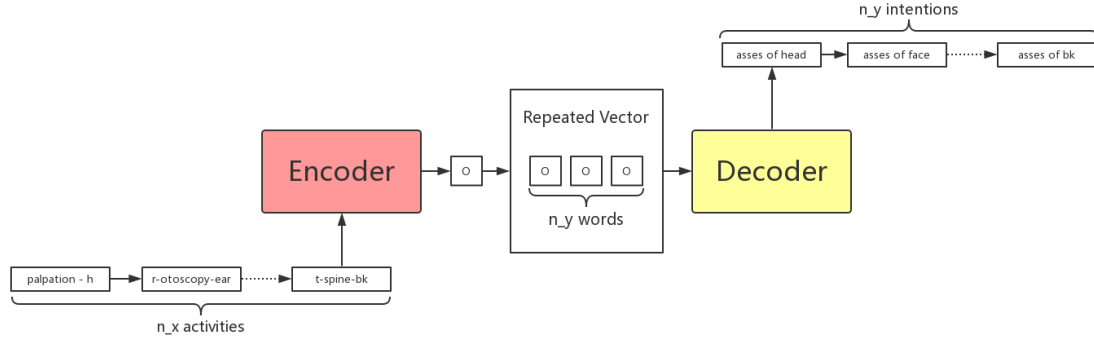 n_y intentions
asses of head
asses of face
asses of bk
Repeated Vector
Encoder
O
O
O
O
Decoder
n_y words
palpation - h
r-otoscopy-ear
t-spine-bk
n_x activities